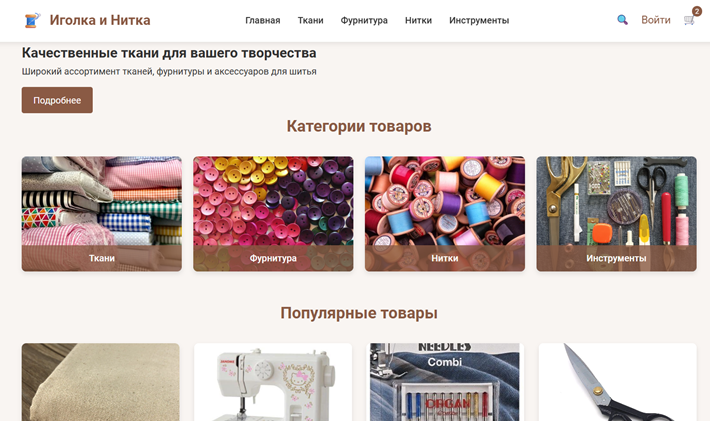 Иголка и Нитка
Главная Ткани Фурнитура Нитки Инструменты
Войти
2
Качественные ткани для вашего творчества
Широкий ассортимент тканей, фурнитуры и аксессуаров для шитья
Подробнее
Категории товаров
Ткани
Фурнитура
Нитки
Инструменты
Популярные товары
NEEDLES
Combi
ORGAN